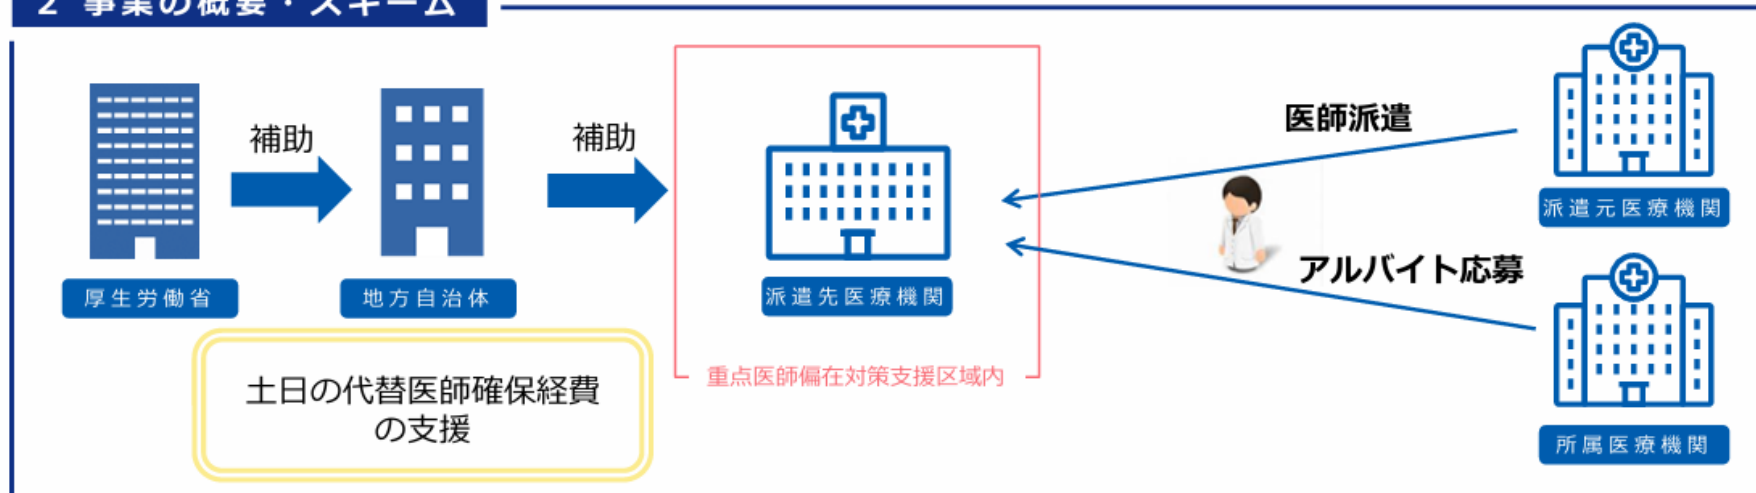 2 事業の概要・スキーム
補助
補助
医師派遣
派遣元医療機関
アルバイト応募
厚生労働省
地方自治体
派遣先医療機関
土日の代替医師確保経費
の支援
重点医師偏在対策支援区域内
所属医療機関